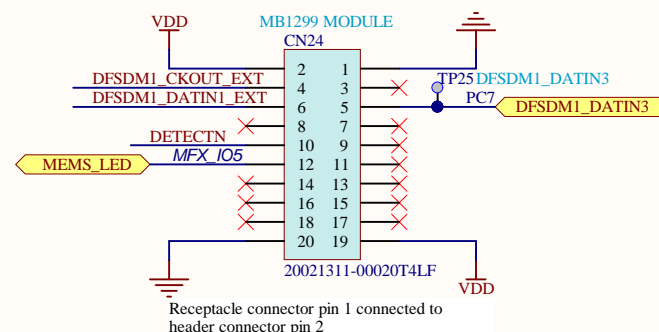 VDD
MB1299 MODULE
CN24
2 1
DFSDM1_CKOUT_EXT 4 3 TP25 DFSDM1_DATIN3
DFSDM1_DATIN1_EXT 6 5 PC7 DFSDM1_DATIN3
8 7
DETECTN 10 9
MEMS_LED MFX_IO5 12 11
14 13
16 15
18 17
20 19
20021311-00020T4LF
VDD
Receptacle connector pin 1 connected to
header connector pin 2